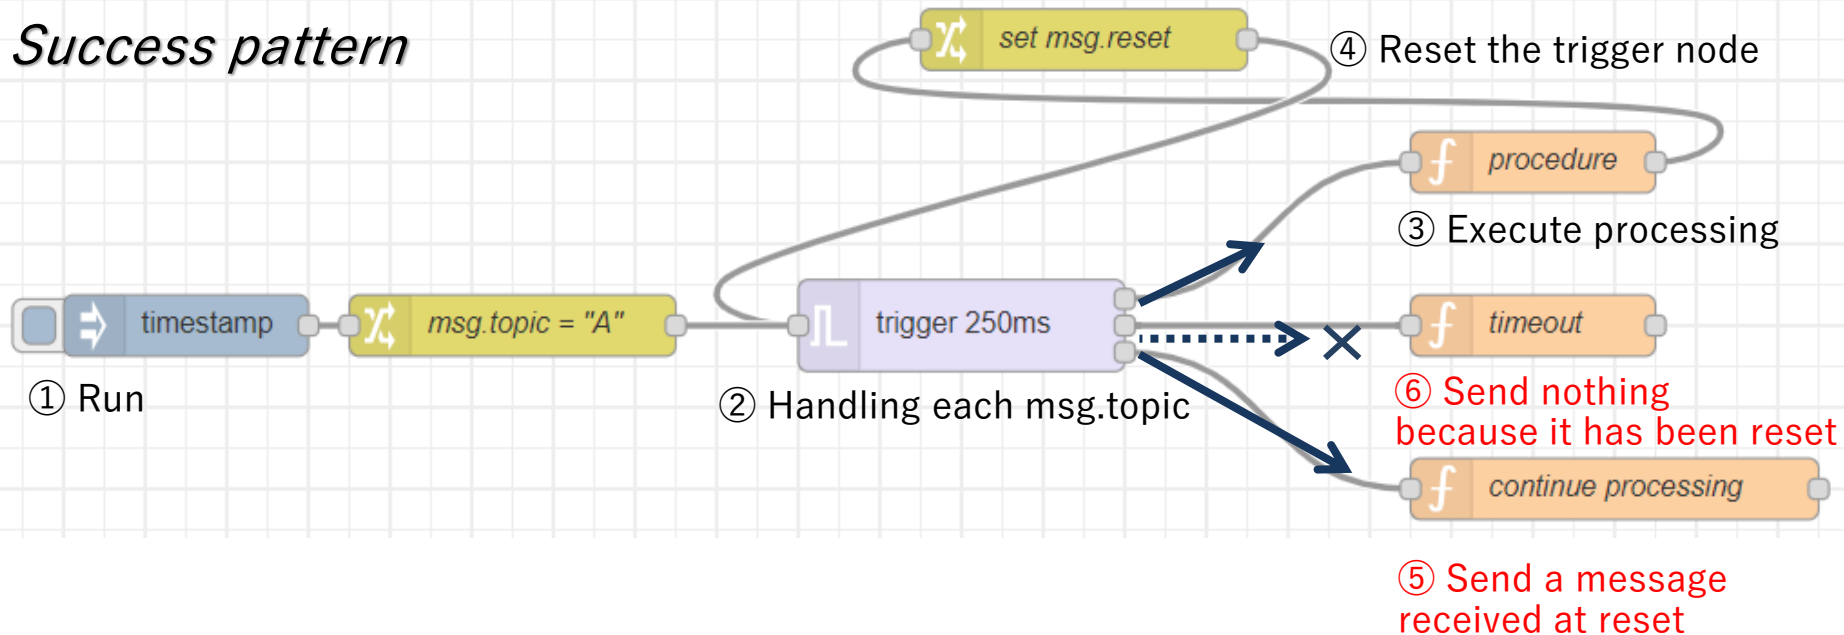 Success pattern
set msg.reset
④ Reset the trigger node
procedure
③ Execute processing
timestamp
msg.topic = "A"
trigger 250ms
timeout
① Run
② Handling each msg.topic
⑥ Send nothing
because it has been reset
continue processing
⑤ Send a message
received at reset